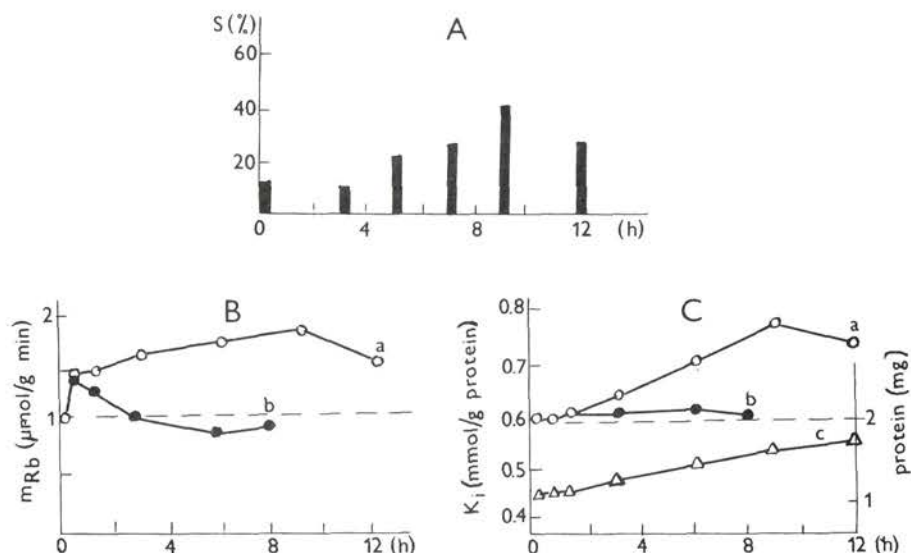 A
S (%)
60
40
20
0 4 8 12 (h)
B
mRb (µmol/g min)
2
1
a
b
0 4 8 12 (h)
C
Ki (mmol/g protein)
0.8
0.7
0.6
0.5
0.4
a
b
c
2
1
protein (mg)
0 4 8 12 (h)